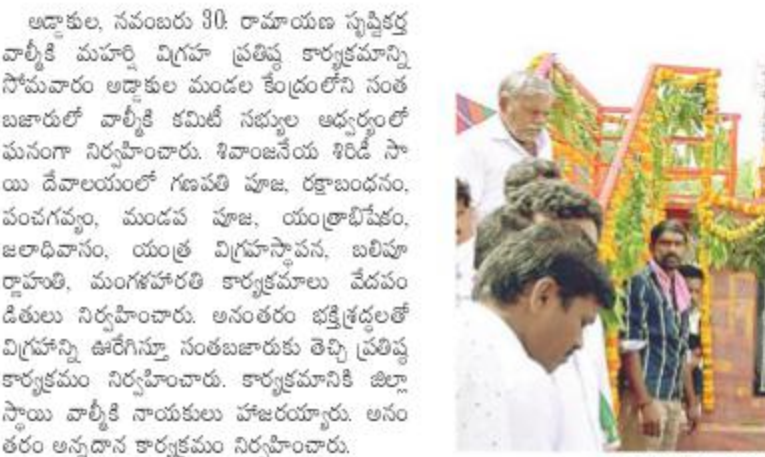 అడ్డాకుల, నవంబరు 30: రామాయణ సృష్టికర్త
వాల్మీకి మహర్షి విగ్రహ ప్రతిష్ఠ కార్యక్రమాన్ని
సోమవారం అడ్డాకుల మండల కేంద్రంలోని సంత
బజారులో వాల్మీకి కమిటీ సభ్యుల ఆధ్వర్యంలో
ఘనంగా నిర్వహించారు. శివాంజనేయ శిరిడీ సా
యి దేవాలయంలో గణపతి పూజ, రక్షాబంధనం,
పంచగవ్యం, మండప పూజ, యంత్రాభిషేకం,
జలాధివాసం, యంత్ర విగ్రహస్థాపన, బలిపూ
ర్ణాహుతి, మంగళహారతి కార్యక్రమాలు వేదపం
డితులు నిర్వహించారు. అనంతరం భక్తిశ్రద్ధలతో
విగ్రహాన్ని ఊరేగిస్తూ సంతబజారుకు తెచ్చి ప్రతిష్ఠ
కార్యక్రమం నిర్వహించారు. కార్యక్రమానికి జిల్లా
స్థాయి వాల్మీకి నాయకులు హాజరయ్యారు. అనం
తరం అన్నదాన కార్యక్రమం నిర్వహించారు.